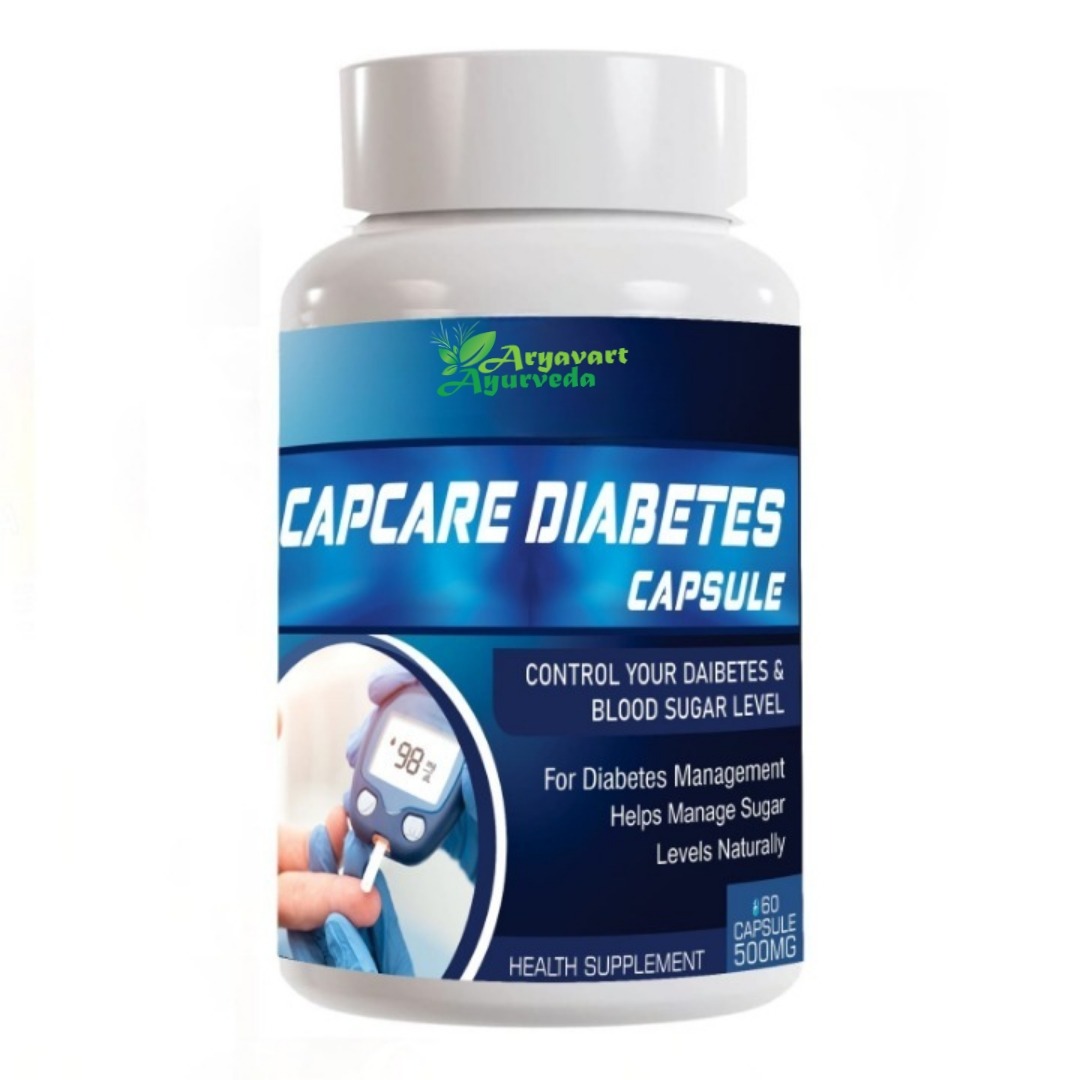 Aryavart
Ayurveda
CAPCARE DIABETES
CAPSULE
CONTROL YOUR DAIBETES &
BLOOD SUGAR LEVEL
98
For Diabetes Management
Helps Manage Sugar
Levels Naturally
60
CAPSULE
500MG
HEALTH SUPPLEMENT